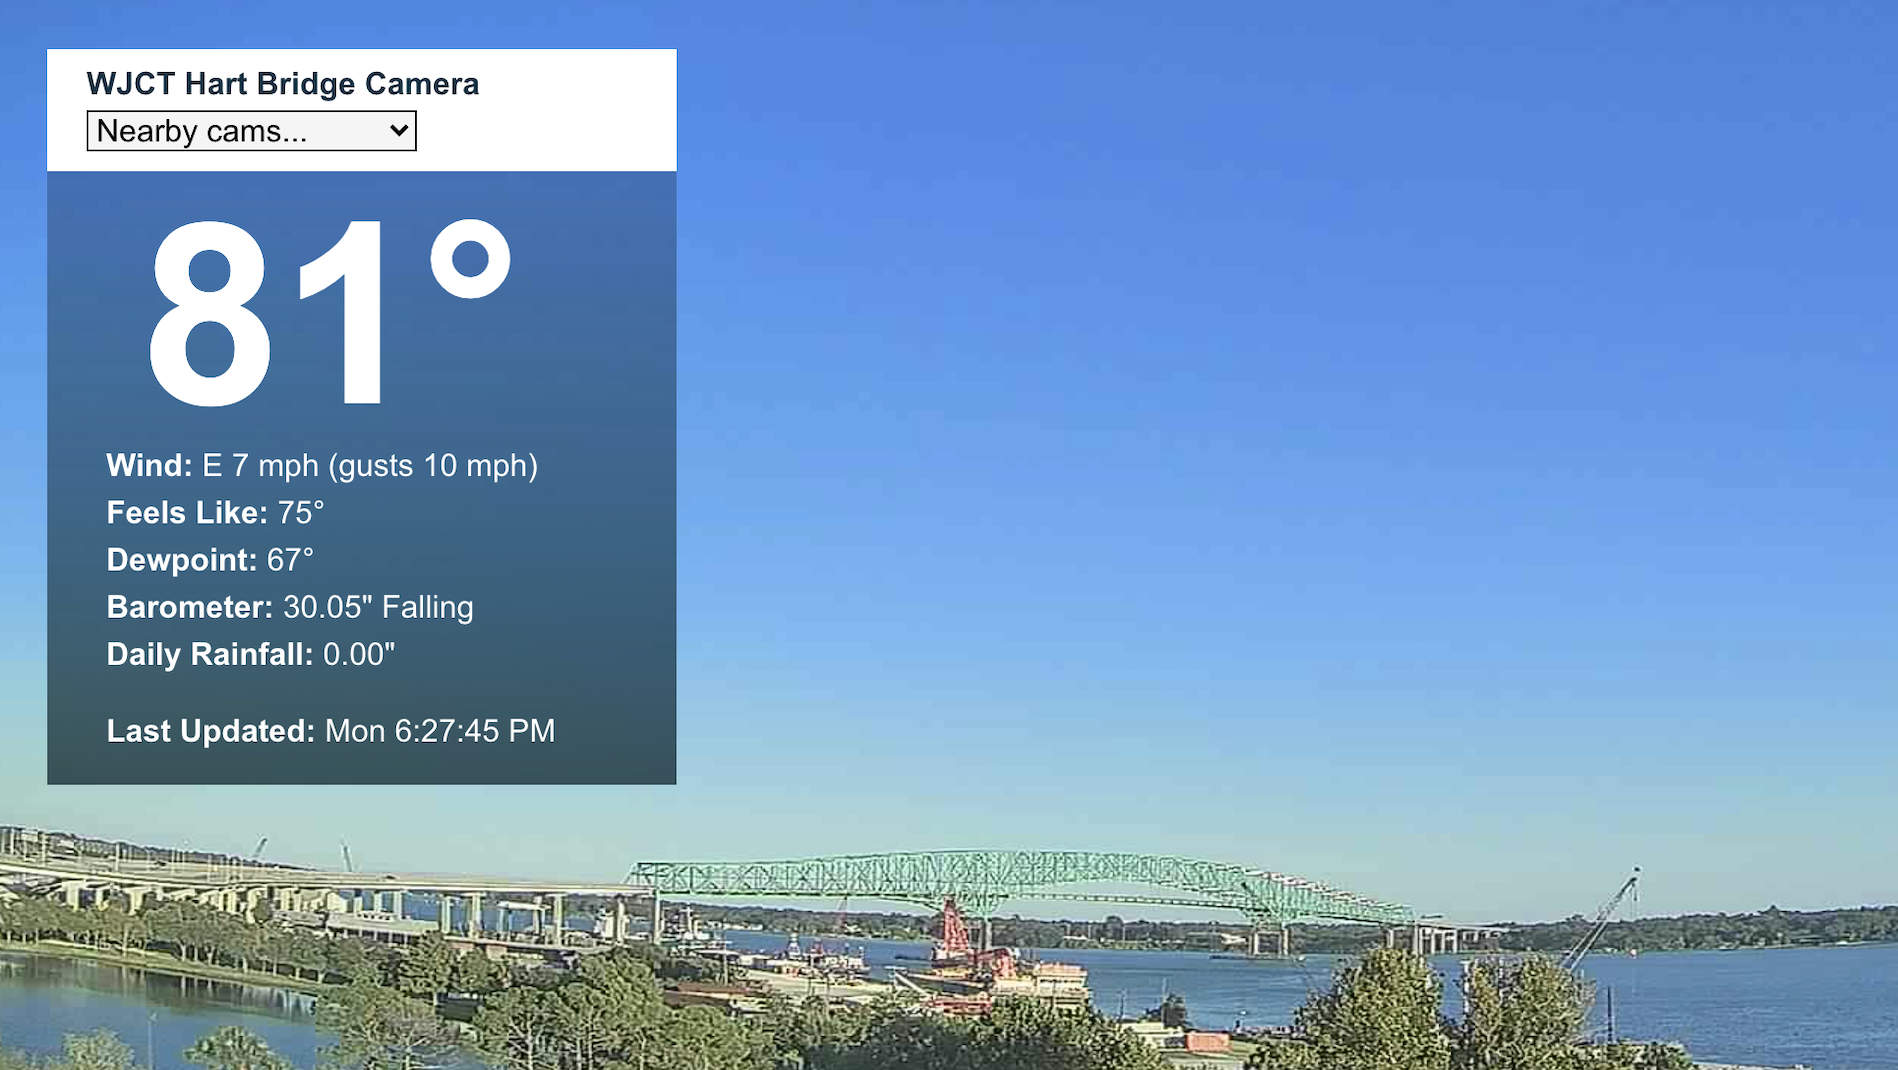 WJCT Hart Bridge Camera
Nearby cams...
81°
Wind: E 7 mph (gusts 10 mph)
Feels Like: 75°
Dewpoint: 67°
Barometer: 30.05" Falling
Daily Rainfall: 0.00"
Last Updated: Mon 6:27:45 PM